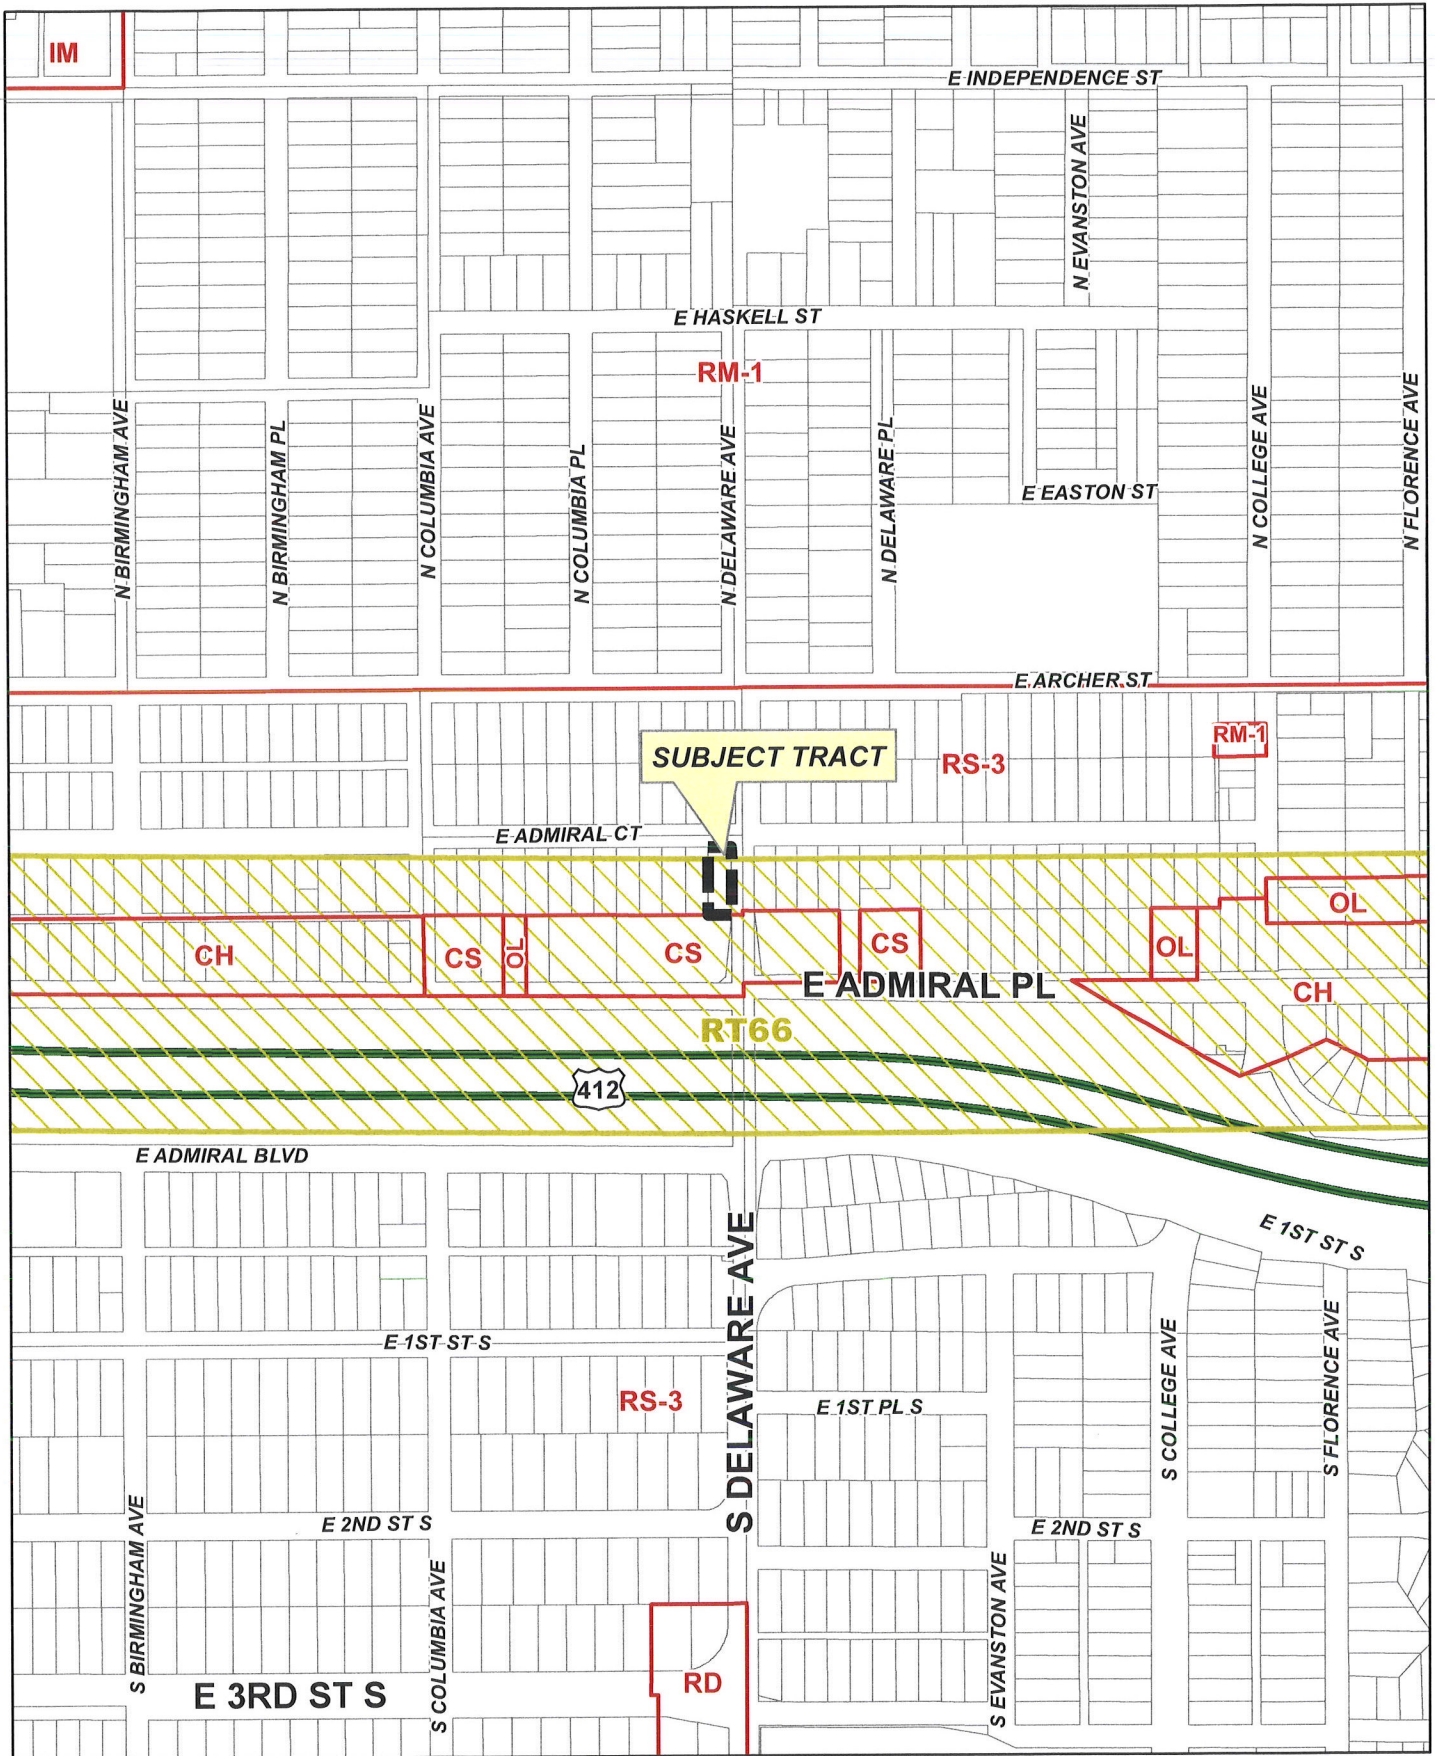 IM
E INDEPENDENCE ST
N EVANSTON AVE
E HASKELL ST
RM-1
N BIRMINGHAM AVE
N BIRMINGHAM PL
N COLUMBIA AVE
N COLUMBIA PL
N DELAWARE AVE
N DELAWARE PL
E EASTON ST
N COLLEGE AVE
N FLORENCE AVE
E ARCHER ST
SUBJECT TRACT
RS-3
RM-1
E ADMIRAL CT
CH
CS
OL
CS
CS
OL
OL
E ADMIRAL PL
CH
RT66
412
E ADMIRAL BLVD
E 1ST ST S
S DELAWARE AVE
E 1ST ST S
RS-3
E 1ST PL S
S COLLEGE AVE
S FLORENCE AVE
E 2ND ST S
E 2ND ST S
S BIRMINGHAM AVE
S COLUMBIA AVE
S EVANSTON AVE
E 3RD ST S
RD